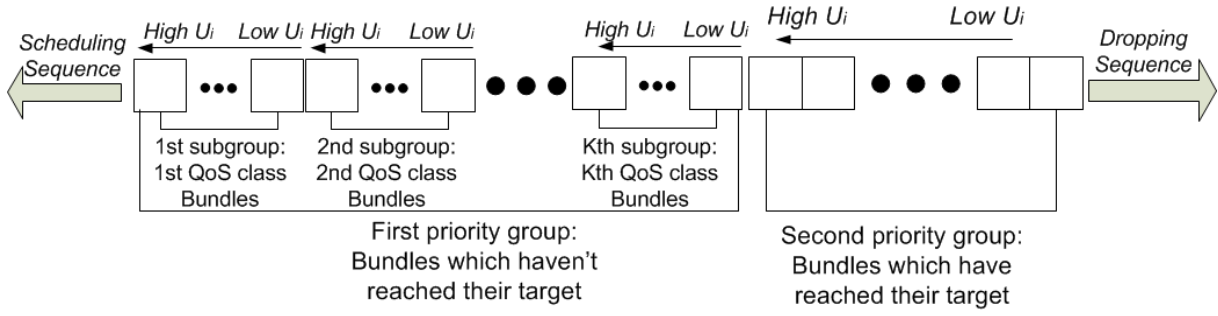 Scheduling
Sequence
High Ui
Low Ui
High Ui
Low Ui
High Ui
Low Ui
High Ui
Low Ui
Dropping
Sequence
1st subgroup:
1st QoS class
Bundles
2nd subgroup:
2nd QoS class
Bundles
Kth subgroup:
Kth QoS class
Bundles
First priority group:
Bundles which haven't
reached their target
Second priority group:
Bundles which have
reached their target